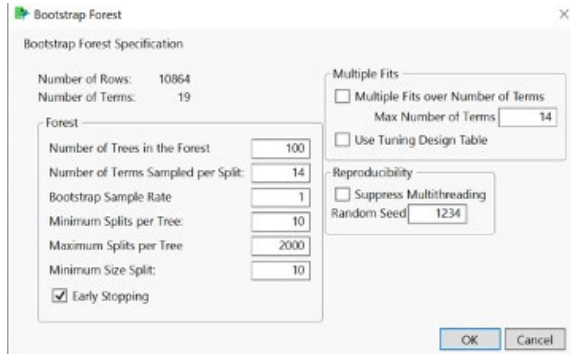 Bootstrap Forest
Bootstrap Forest Specification
Number of Rows: 10864
Number of Terms: 19
Forest
Number of Trees in the Forest 100
Number of Terms Sampled per Split: 14
Bootstrap Sample Rate 1
Minimum Splits per Tree: 10
Maximum Splits per Tree 2000
Minimum Size Split: 10
Early Stopping
Multiple Fits
Multiple Fits over Number of Terms
Max Number of Terms 14
Use Tuning Design Table
Reproducibility
Suppress Multithreading
Random Seed 1234
OK Cancel